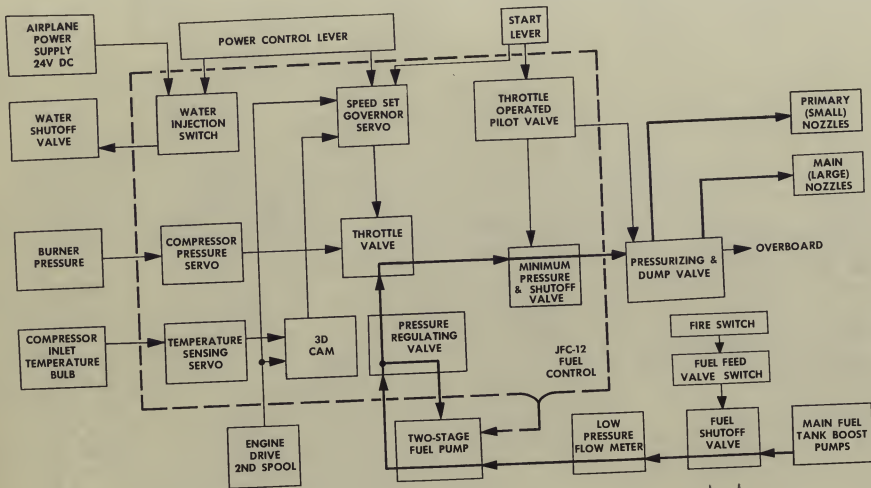 AIRPLANE
POWER
SUPPLY
24V DC
POWER CONTROL LEVER
START
LEVER
WATER
SHUTOFF
VALVE
WATER
INJECTION
SWITCH
SPEED SET
GOVERNOR
SERVO
THROTTLE
OPERATED
PILOT VALVE
PRIMARY
(SMALL)
NOZZLES
MAIN
(LARGE)
NOZZLES
BURNER
PRESSURE
COMPRESSOR
PRESSURE
SERVO
THROTTLE
VALVE
MINIMUM
PRESSURE
& SHUTOFF
VALVE
PRESSURIZING &
DUMP VALVE
OVERBOARD
COMPRESSOR
INLET
TEMPERATURE
BULB
TEMPERATURE
SENSING
SERVO
3D
CAM
PRESSURE
REGULATING
VALVE
JFC-12
FUEL
CONTROL
FIRE SWITCH
FUEL FEED
VALVE SWITCH
ENGINE
DRIVE
2ND SPOOL
TWO-STAGE
FUEL PUMP
LOW
PRESSURE
FLOW METER
FUEL
SHUTOFF
VALVE
MAIN FUEL
TANK BOOST
PUMPS